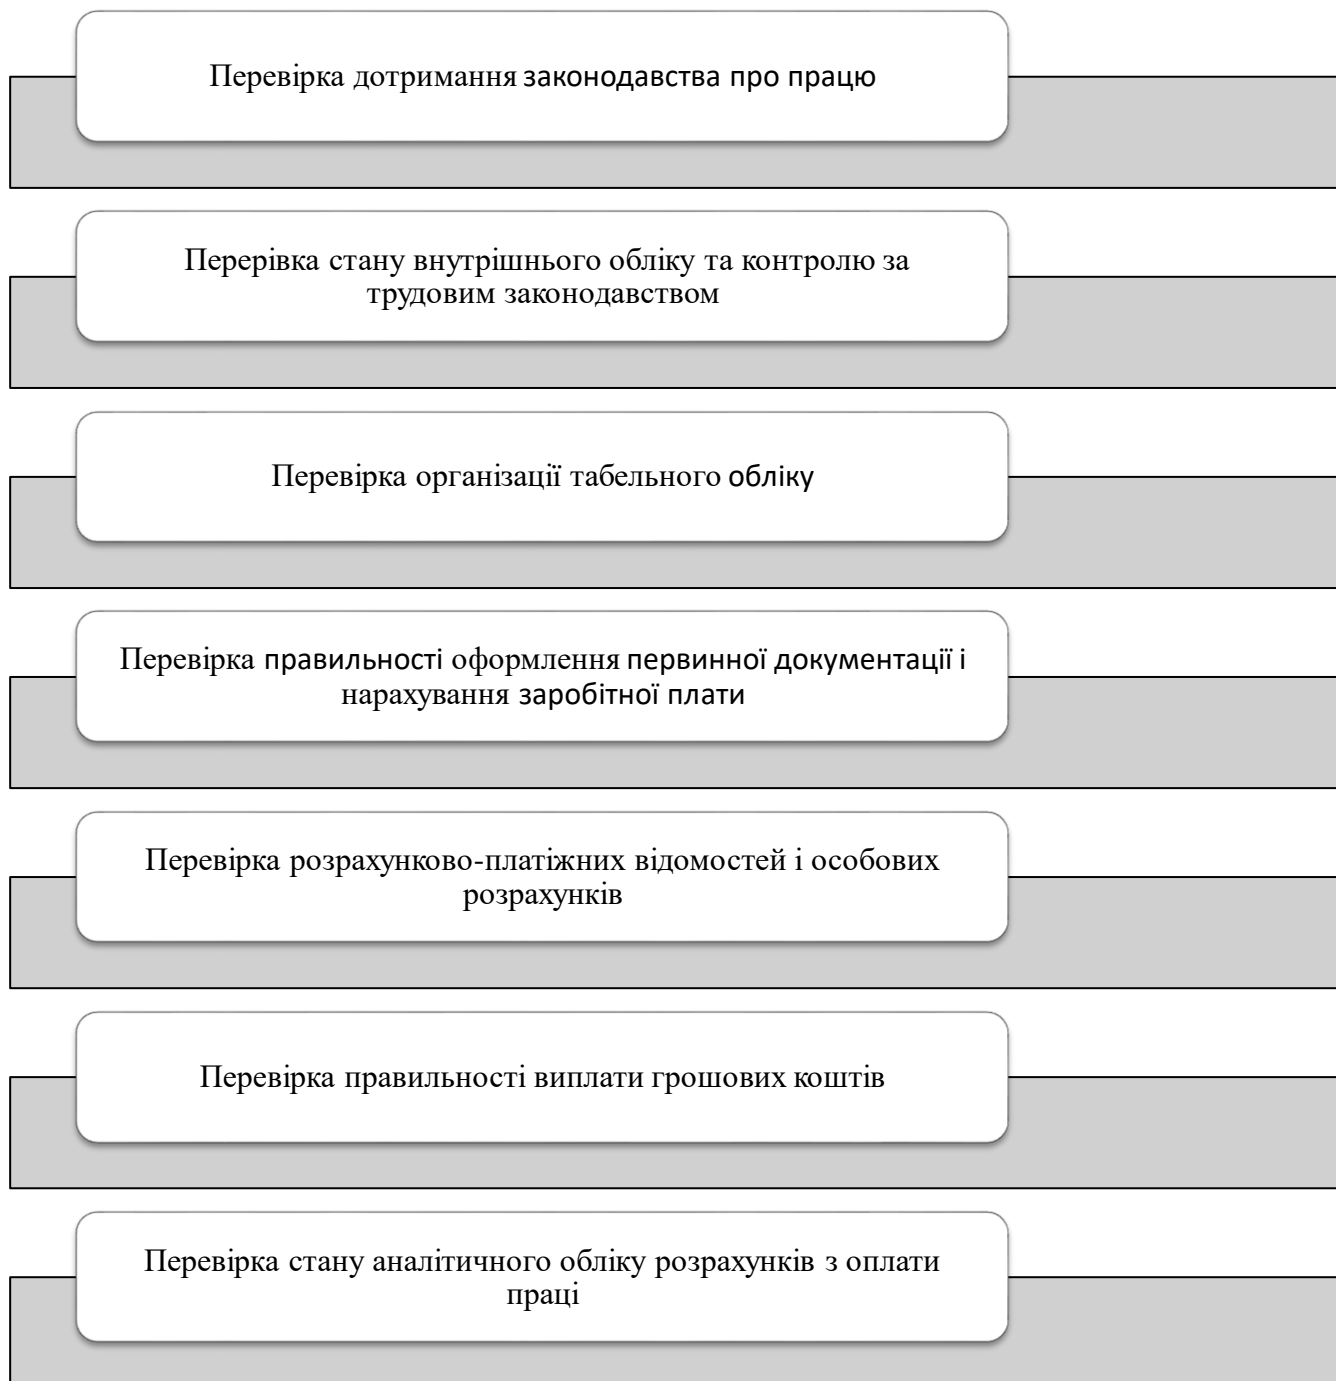 Перевірка дотримання законодавства про працю
Перерівка стану внутрішнього обліку та контролю за
трудовим законодавством
Перевірка організації табельного обліку
Перевірка правильності оформлення первинної документації і
нарахування заробітної плати
Перевірка розрахунково-платіжних відомостей і особових
розрахунків
Перевірка правильності виплати грошових коштів
Перевірка стану аналітичного обліку розрахунків з оплати
праці